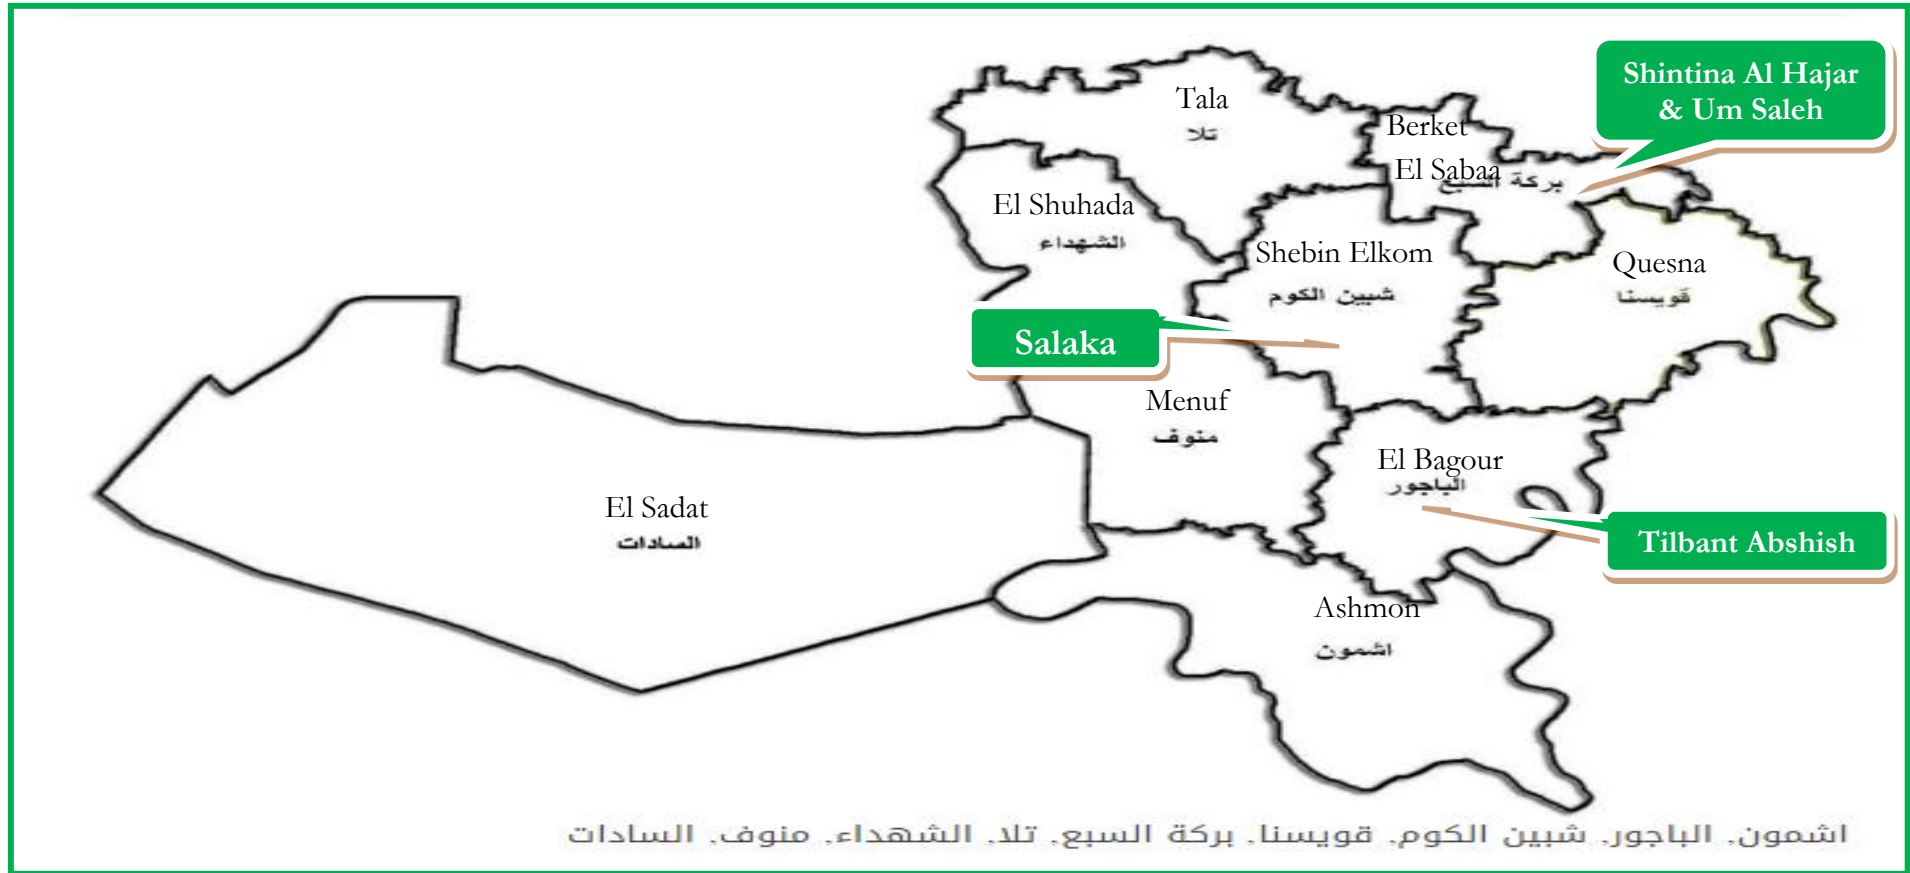 Tala
تلا
Shintina Al Hajar
& Um Saleh
Berket
El Sabaa
بركة السبع
El Shuhada
الشهداء
Shebin Elkom
شبين الكوم
Quesna
قويسنا
Salaka
Menuf
منوف
El Bagour
الباجور
El Sadat
السادات
Tilbant Abshish
Ashmon
اشمون
اشمون, الباجور, شبين الكوم, قويسنا, بركة السبع, تلا, الشهداء, منوف, السادات